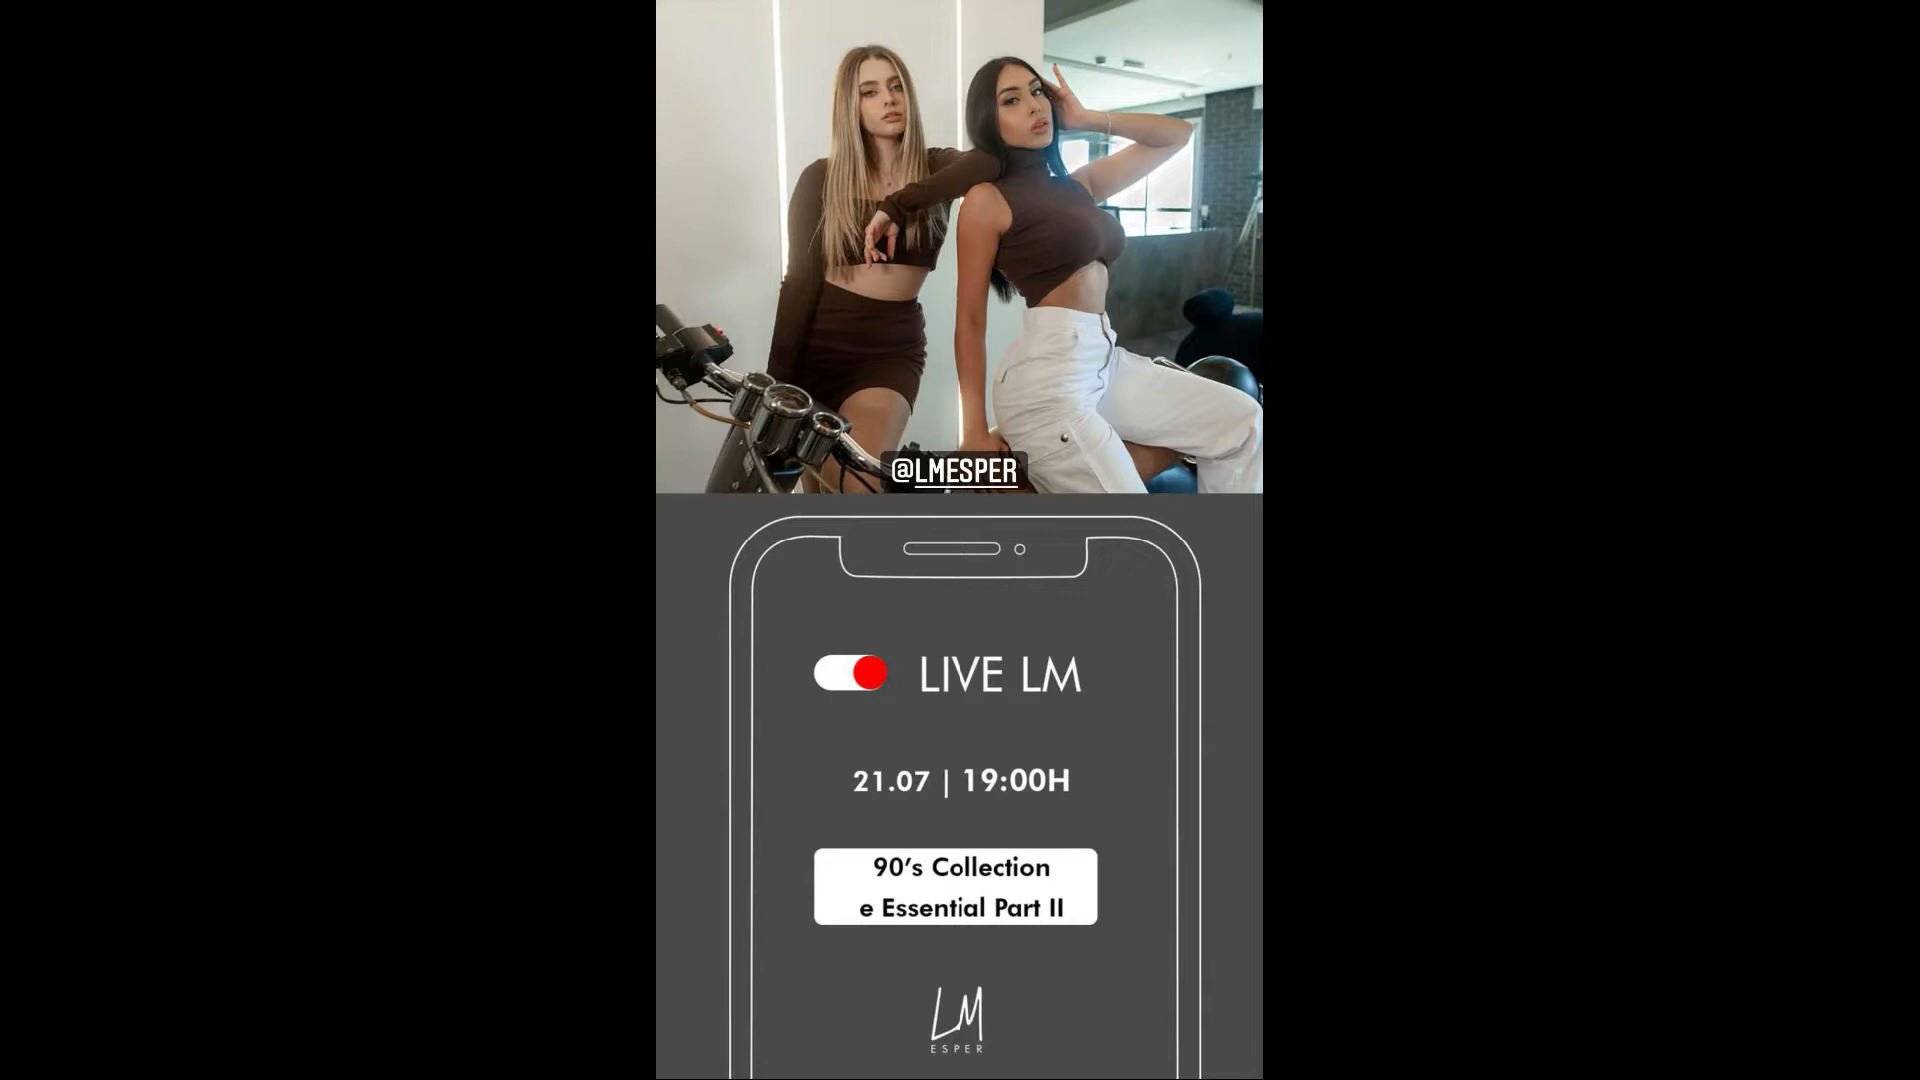 @LMESPER
LIVE LM
21.07 | 19:00H
90’s Collection
e Essential Part II
LM
ESPER